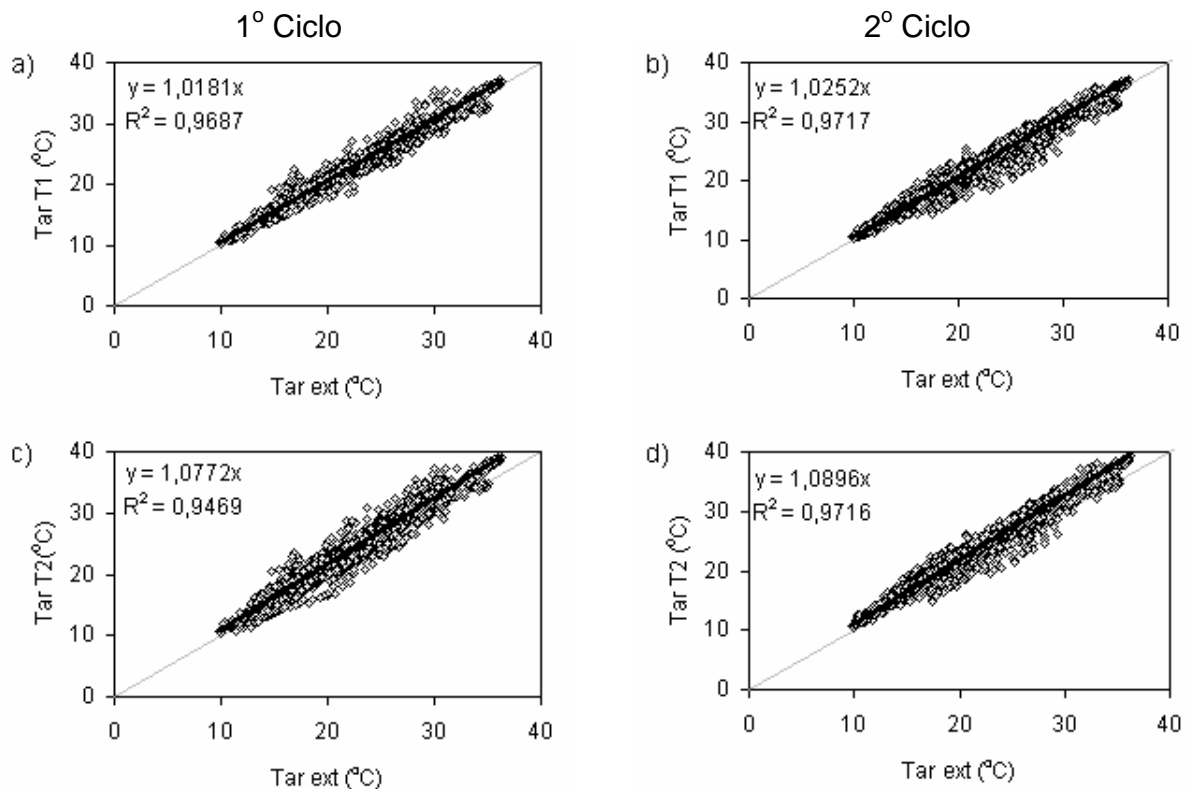 1º Ciclo
2º Ciclo
a)
y = 1,0181x
R² = 0,9687
Tar T1 (ºC)
40
30
20
10
0
0 10 20 30 40
Tar ext (ºC)
b)
y = 1,0252x
R² = 0,9717
Tar T1 (ºC)
40
30
20
10
0
0 10 20 30 40
Tar ext (ºC)
c)
y = 1,0772x
R² = 0,9469
Tar T2(ºC)
40
30
20
10
0
0 10 20 30 40
Tar ext (ºC)
d)
y = 1,0896x
R² = 0,9716
Tar T2 (ºC)
40
30
20
10
0
0 10 20 30 40
Tar ext (ºC)